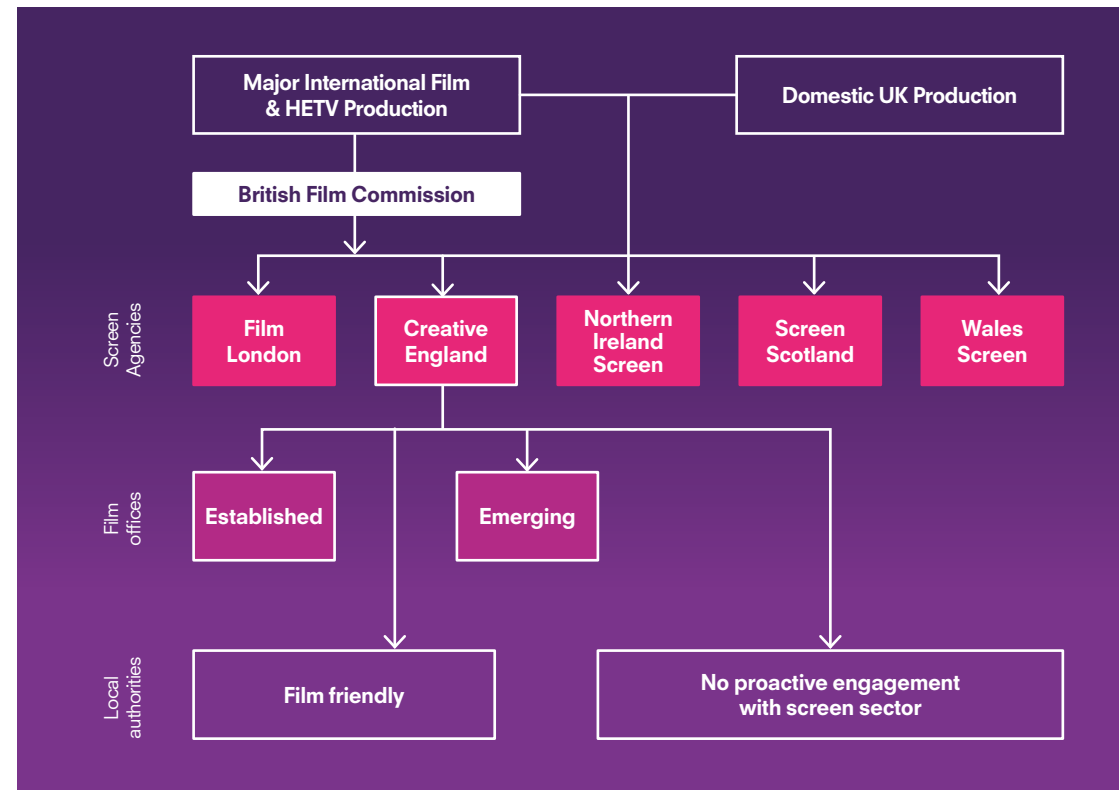 Major International Film
& HETV Production
Domestic UK Production
British Film Commission
Screen
Agencies
Film
London
Creative
England
Northern
Ireland
Screen
Screen
Scotland
Wales
Screen
Film
offices
Established
Emerging
Local
authorities
Film friendly
No proactive engagement
with screen sector